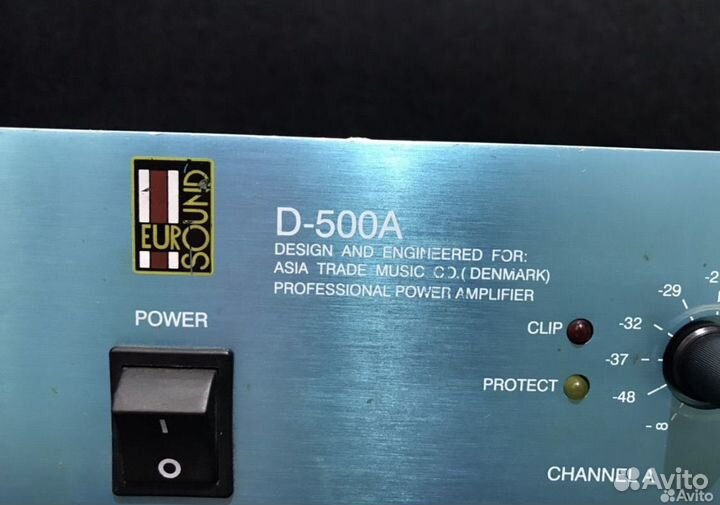 EURO
SOUND
D-500A
DESIGN AND ENGINEERED FOR:
ASIA TRADE MUSIC CO.(DENMARK)
PROFESSIONAL POWER AMPLIFIER
POWER
I
O
CLIP
PROTECT
-29
-32
-37
-48
-∞
CHANNEL A
Avito
Avito